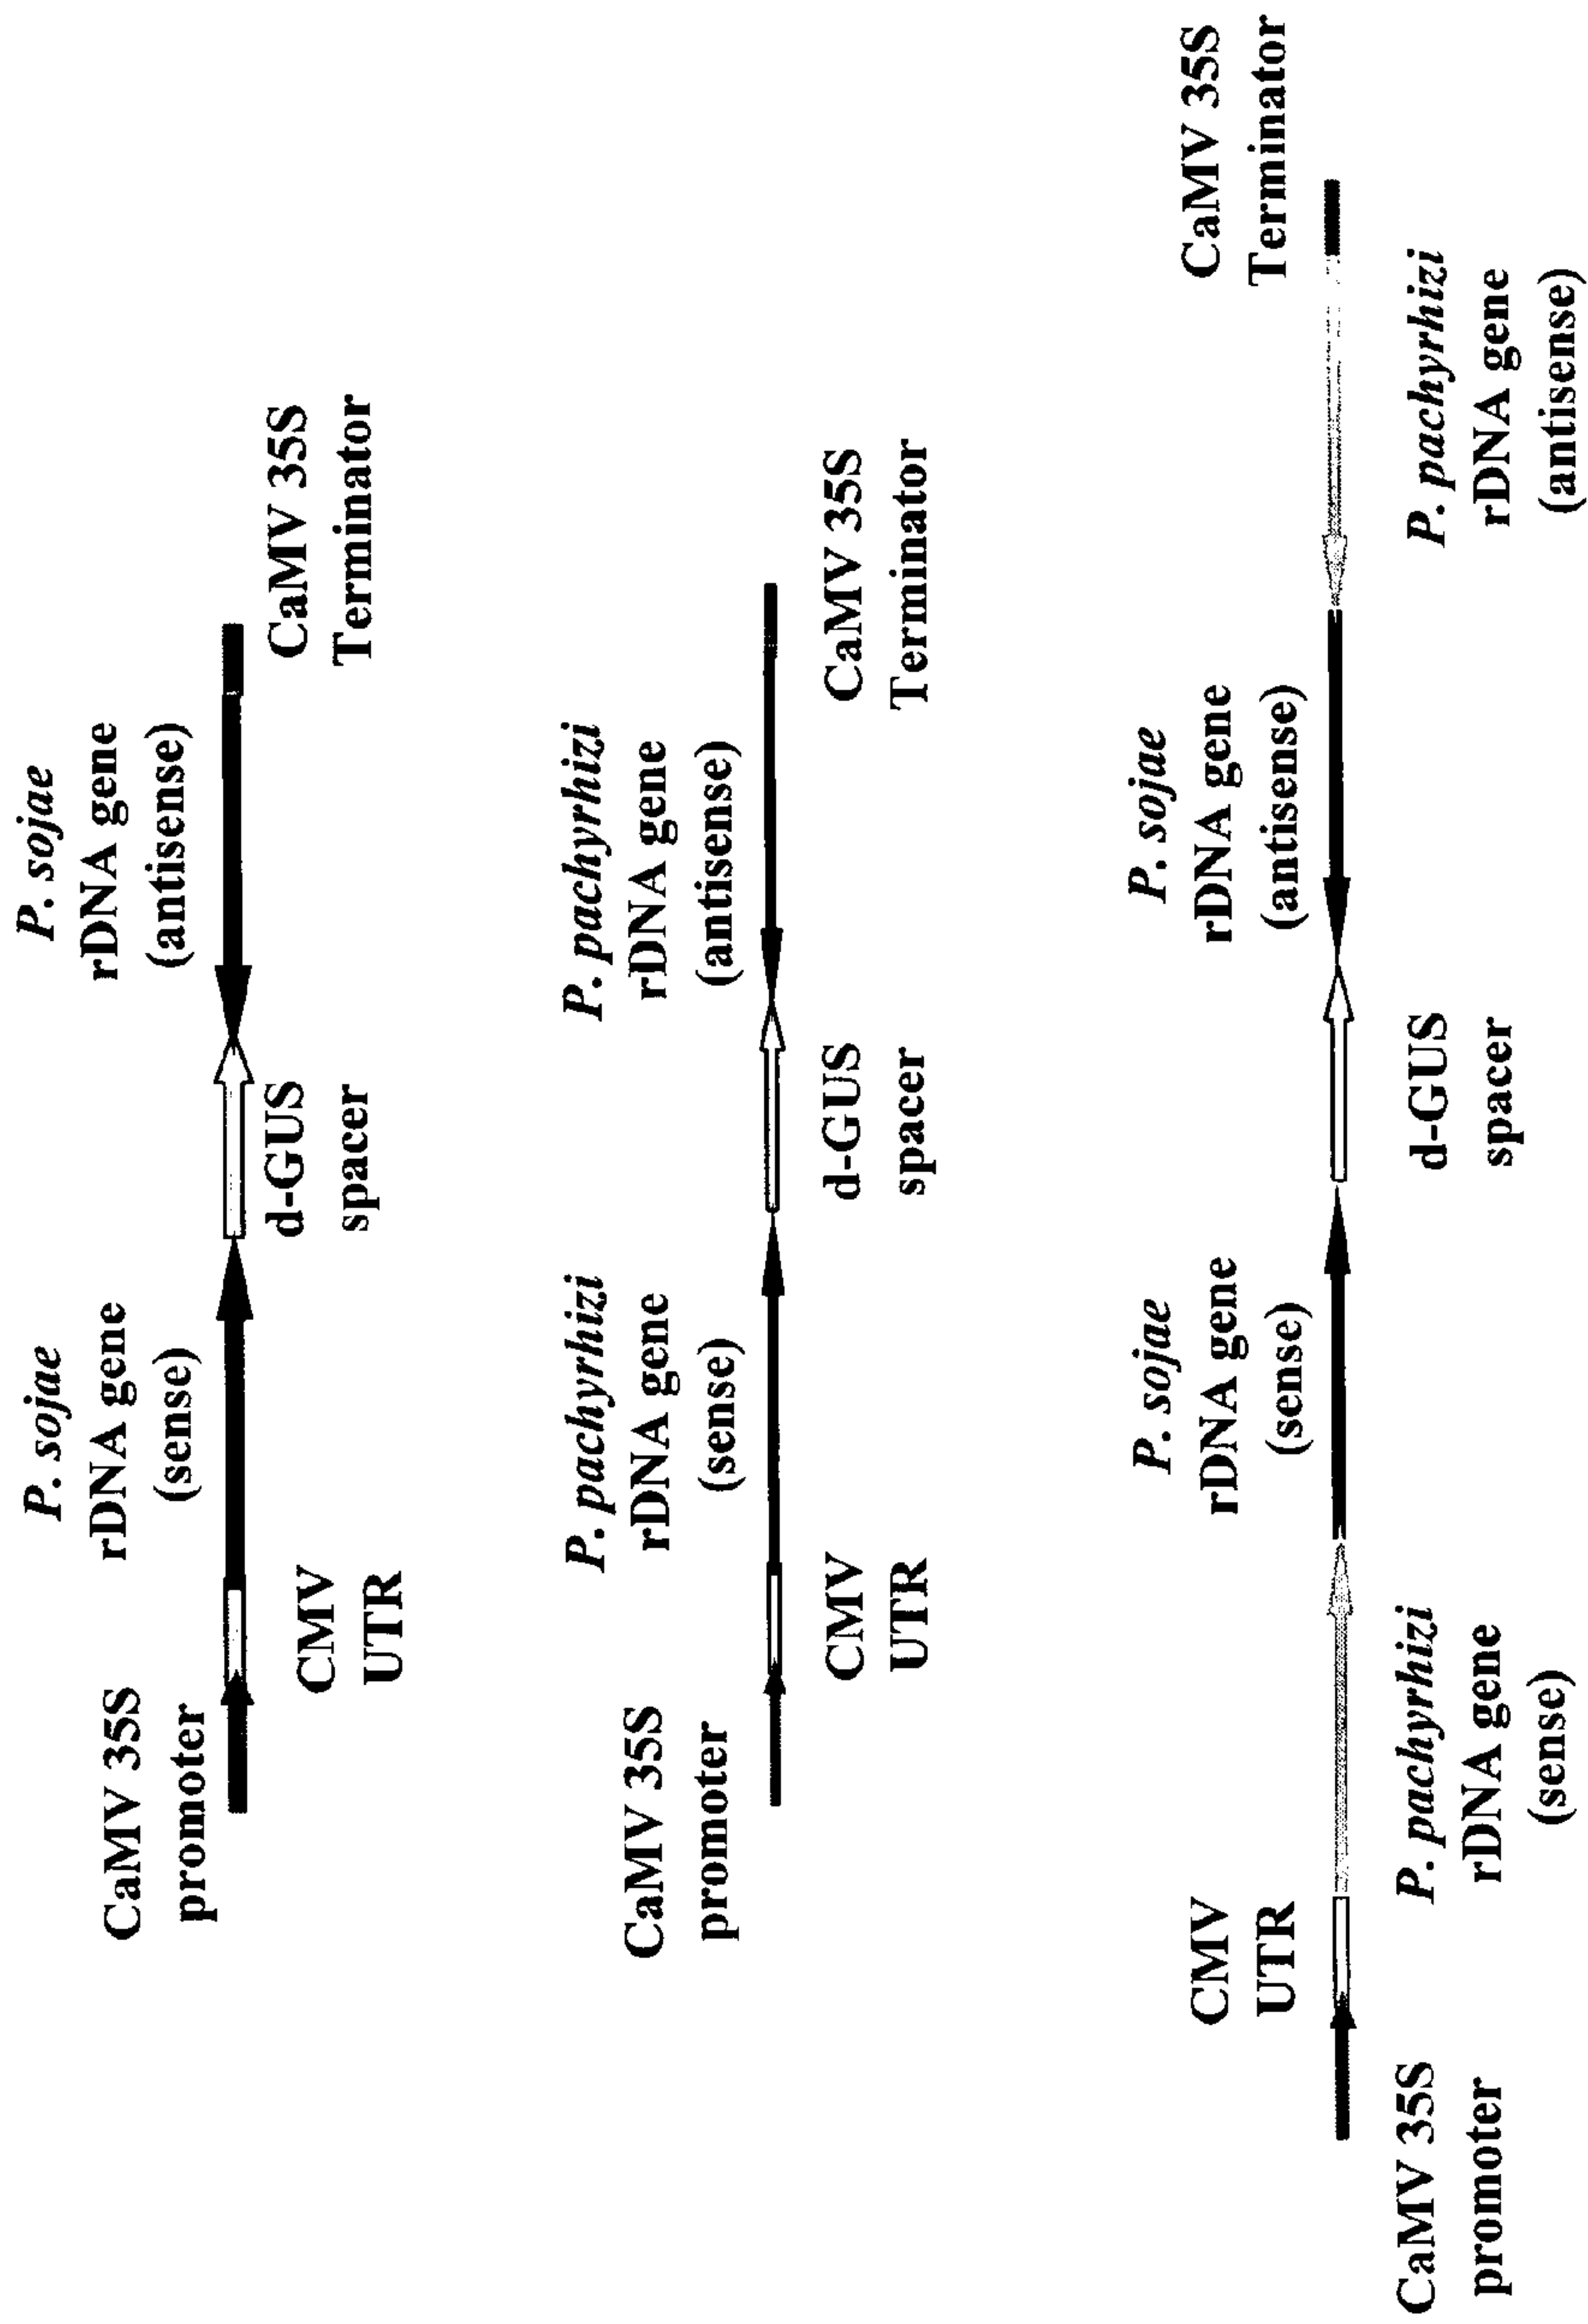 CaMV 35S
promoter
CMV
UTR
P. sojae
rDNA gene
(sense)
d-GUS
spacer
P. sojae
rDNA gene
(antisense)
CaMV 35S
Terminator
CaMV 35S
promoter
CMV
UTR
P. pachyrhizi
rDNA gene
(sense)
d-GUS
spacer
P. pachyrhizi
rDNA gene
(antisense)
CaMV 35S
Terminator
CaMV 35S
promoter
CMV
UTR
P. pachyrhizi
rDNA gene
(sense)
P. sojae
rDNA gene
(sense)
d-GUS
spacer
P. sojae
rDNA gene
(antisense)
P. pachyrhizi
rDNA gene
(antisense)
CaMV 35S
Terminator